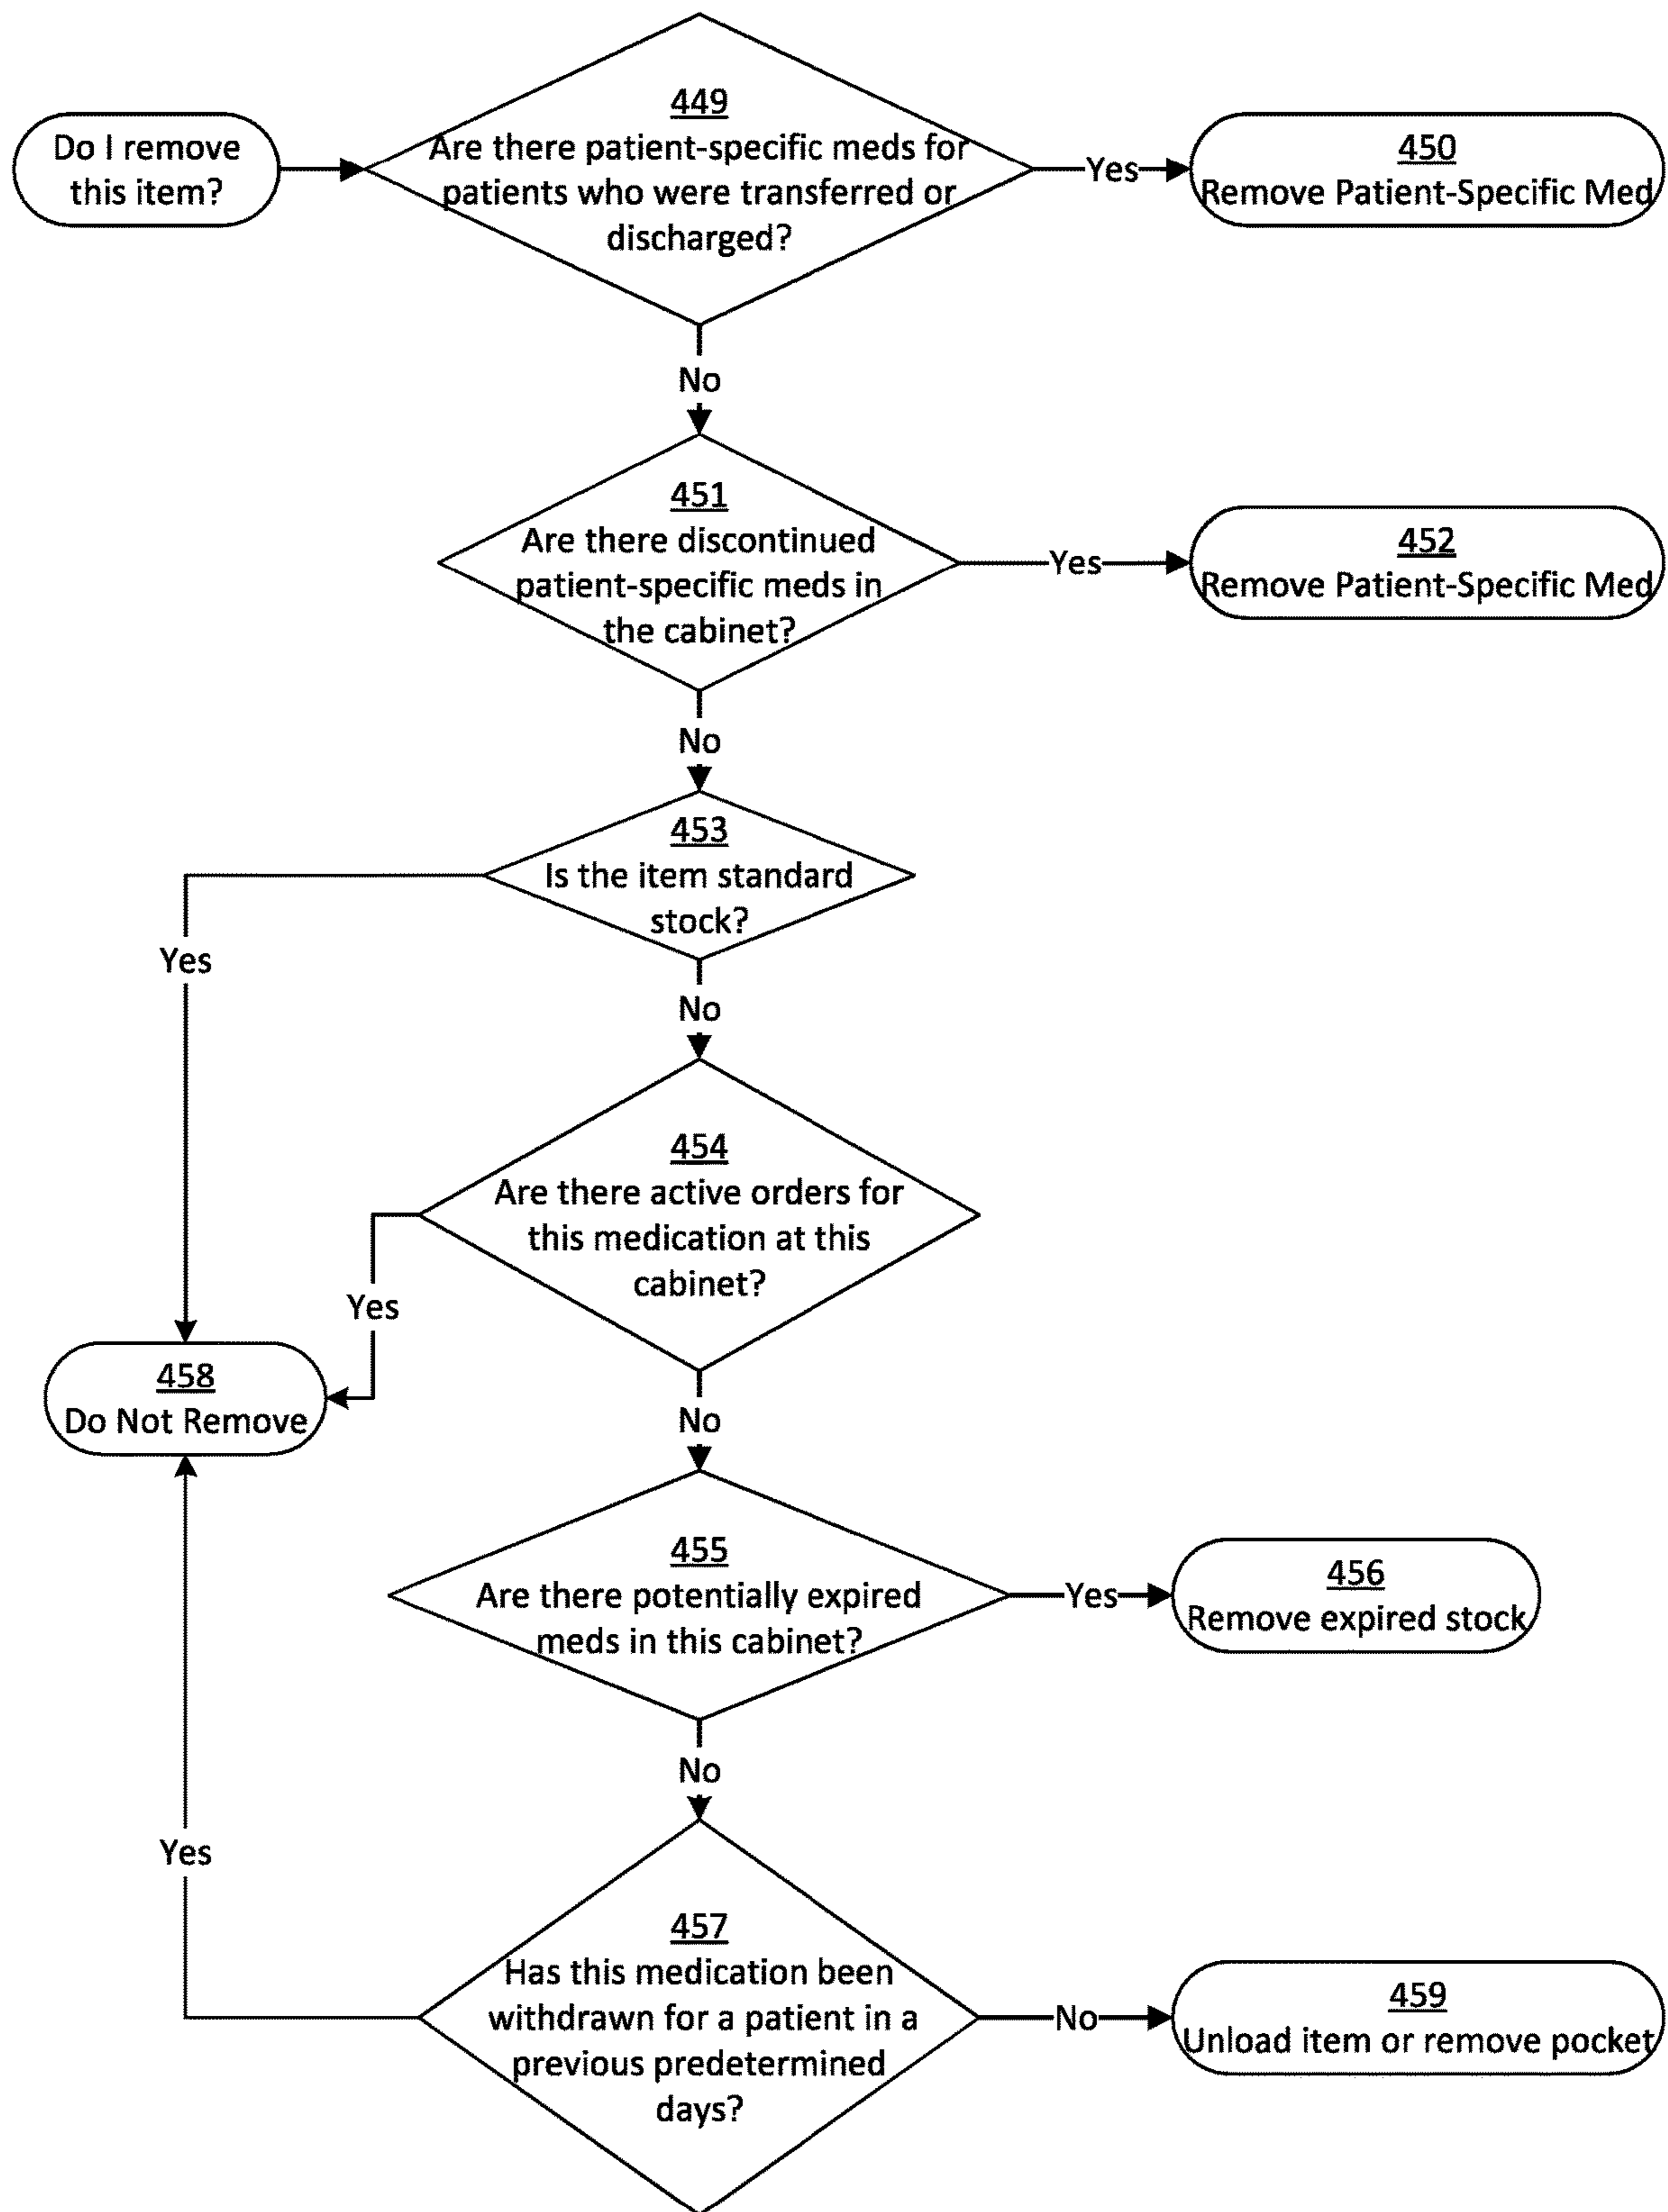 Do I remove
this item?
449
Are there patient-specific meds for
patients who were transferred or
discharged?
Yes
450
Remove Patient-Specific Med
No
451
Are there discontinued
patient-specific meds in
the cabinet?
Yes
452
Remove Patient-Specific Med
No
453
Is the item standard
stock?
Yes
No
454
Are there active orders for
this medication at this
cabinet?
Yes
458
Do Not Remove
No
455
Are there potentially expired
meds in this cabinet?
Yes
456
Remove expired stock
No
Yes
457
Has this medication been
withdrawn for a patient in a
previous predetermined
days?
No
459
Unload item or remove pocket